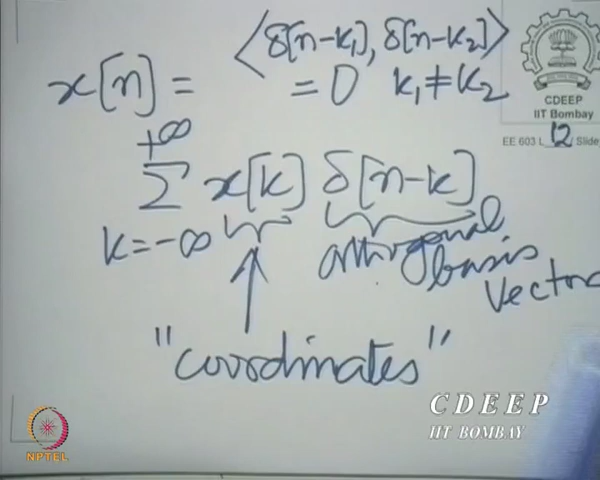 ⟨δ[n-k₁], δ[n-k₂]⟩
x[n] = = 0 k₁ ≠ k₂
+∞
Σ x[k] δ[n-k]
k=-∞
orthogonal
basis
vectors
"coordinates"
CDEEP
IIT Bombay
EE 603 L 12 / Slide
CDEEP
IIT BOMBAY
NPTEL